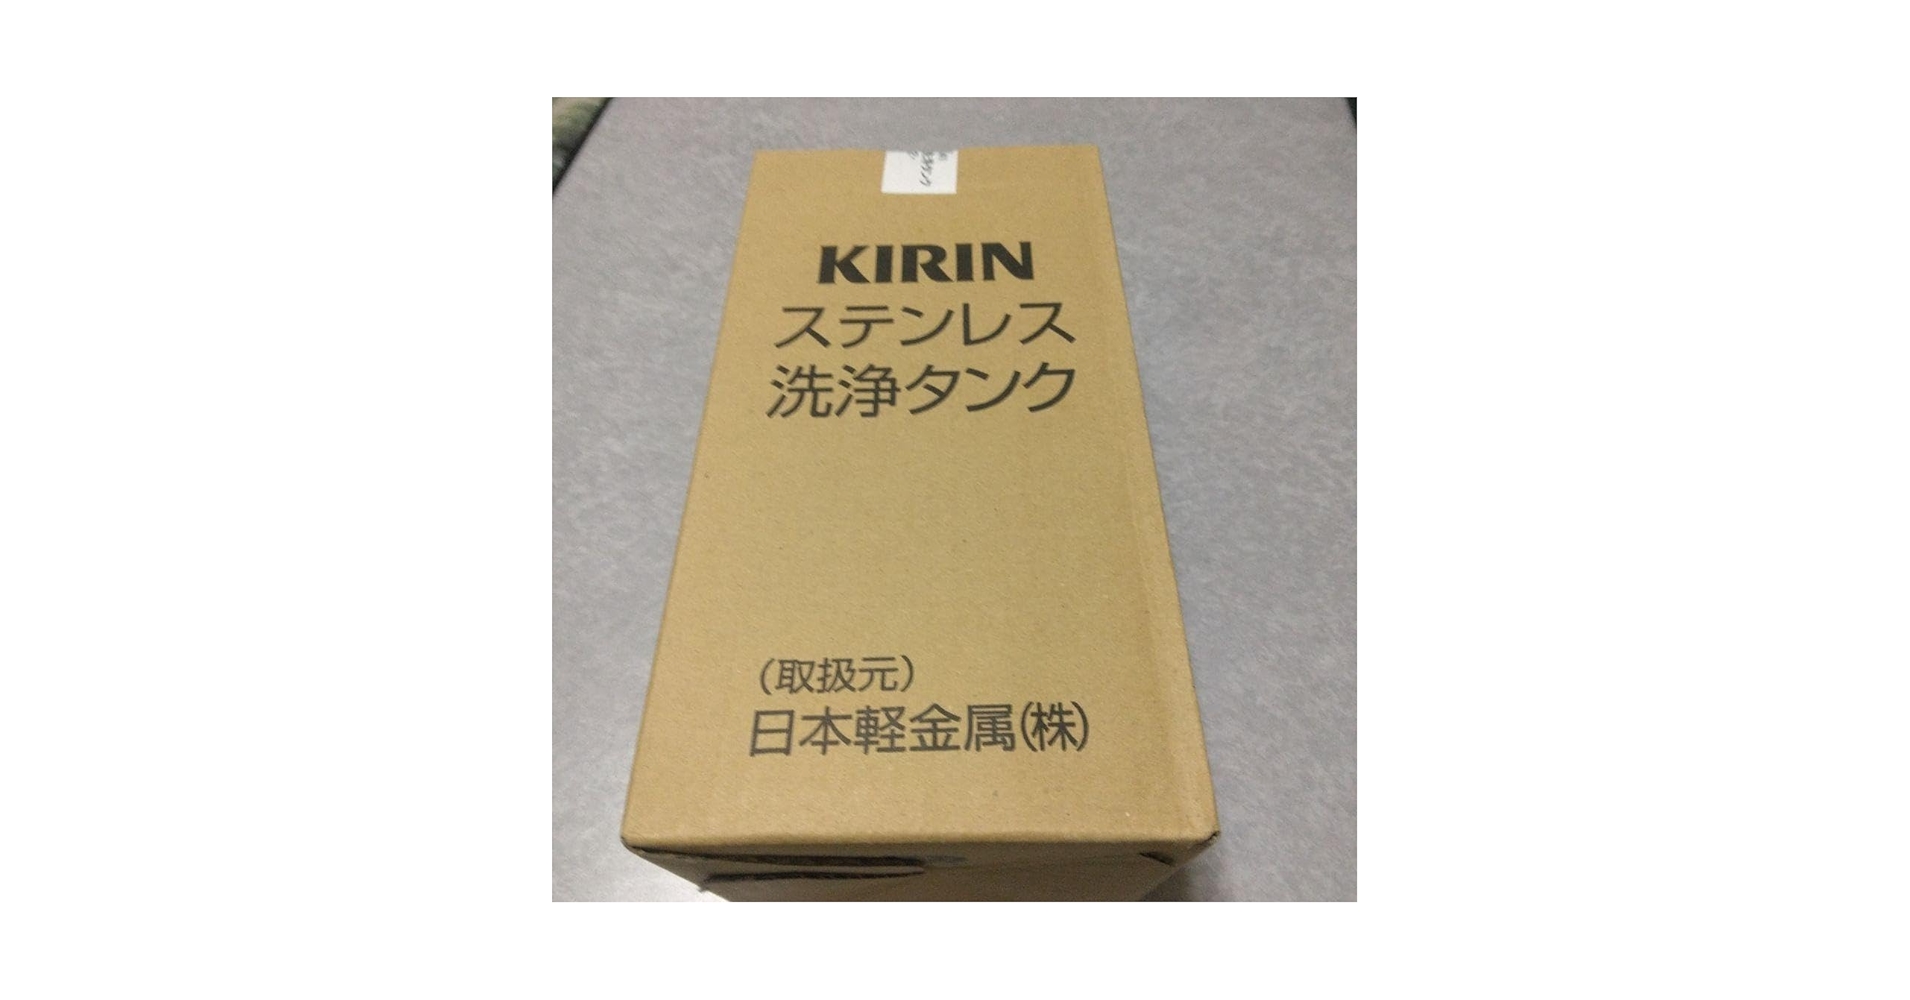 KIRIN
ステンレス
洗浄タンク
(取扱元)
日本軽金属(株)